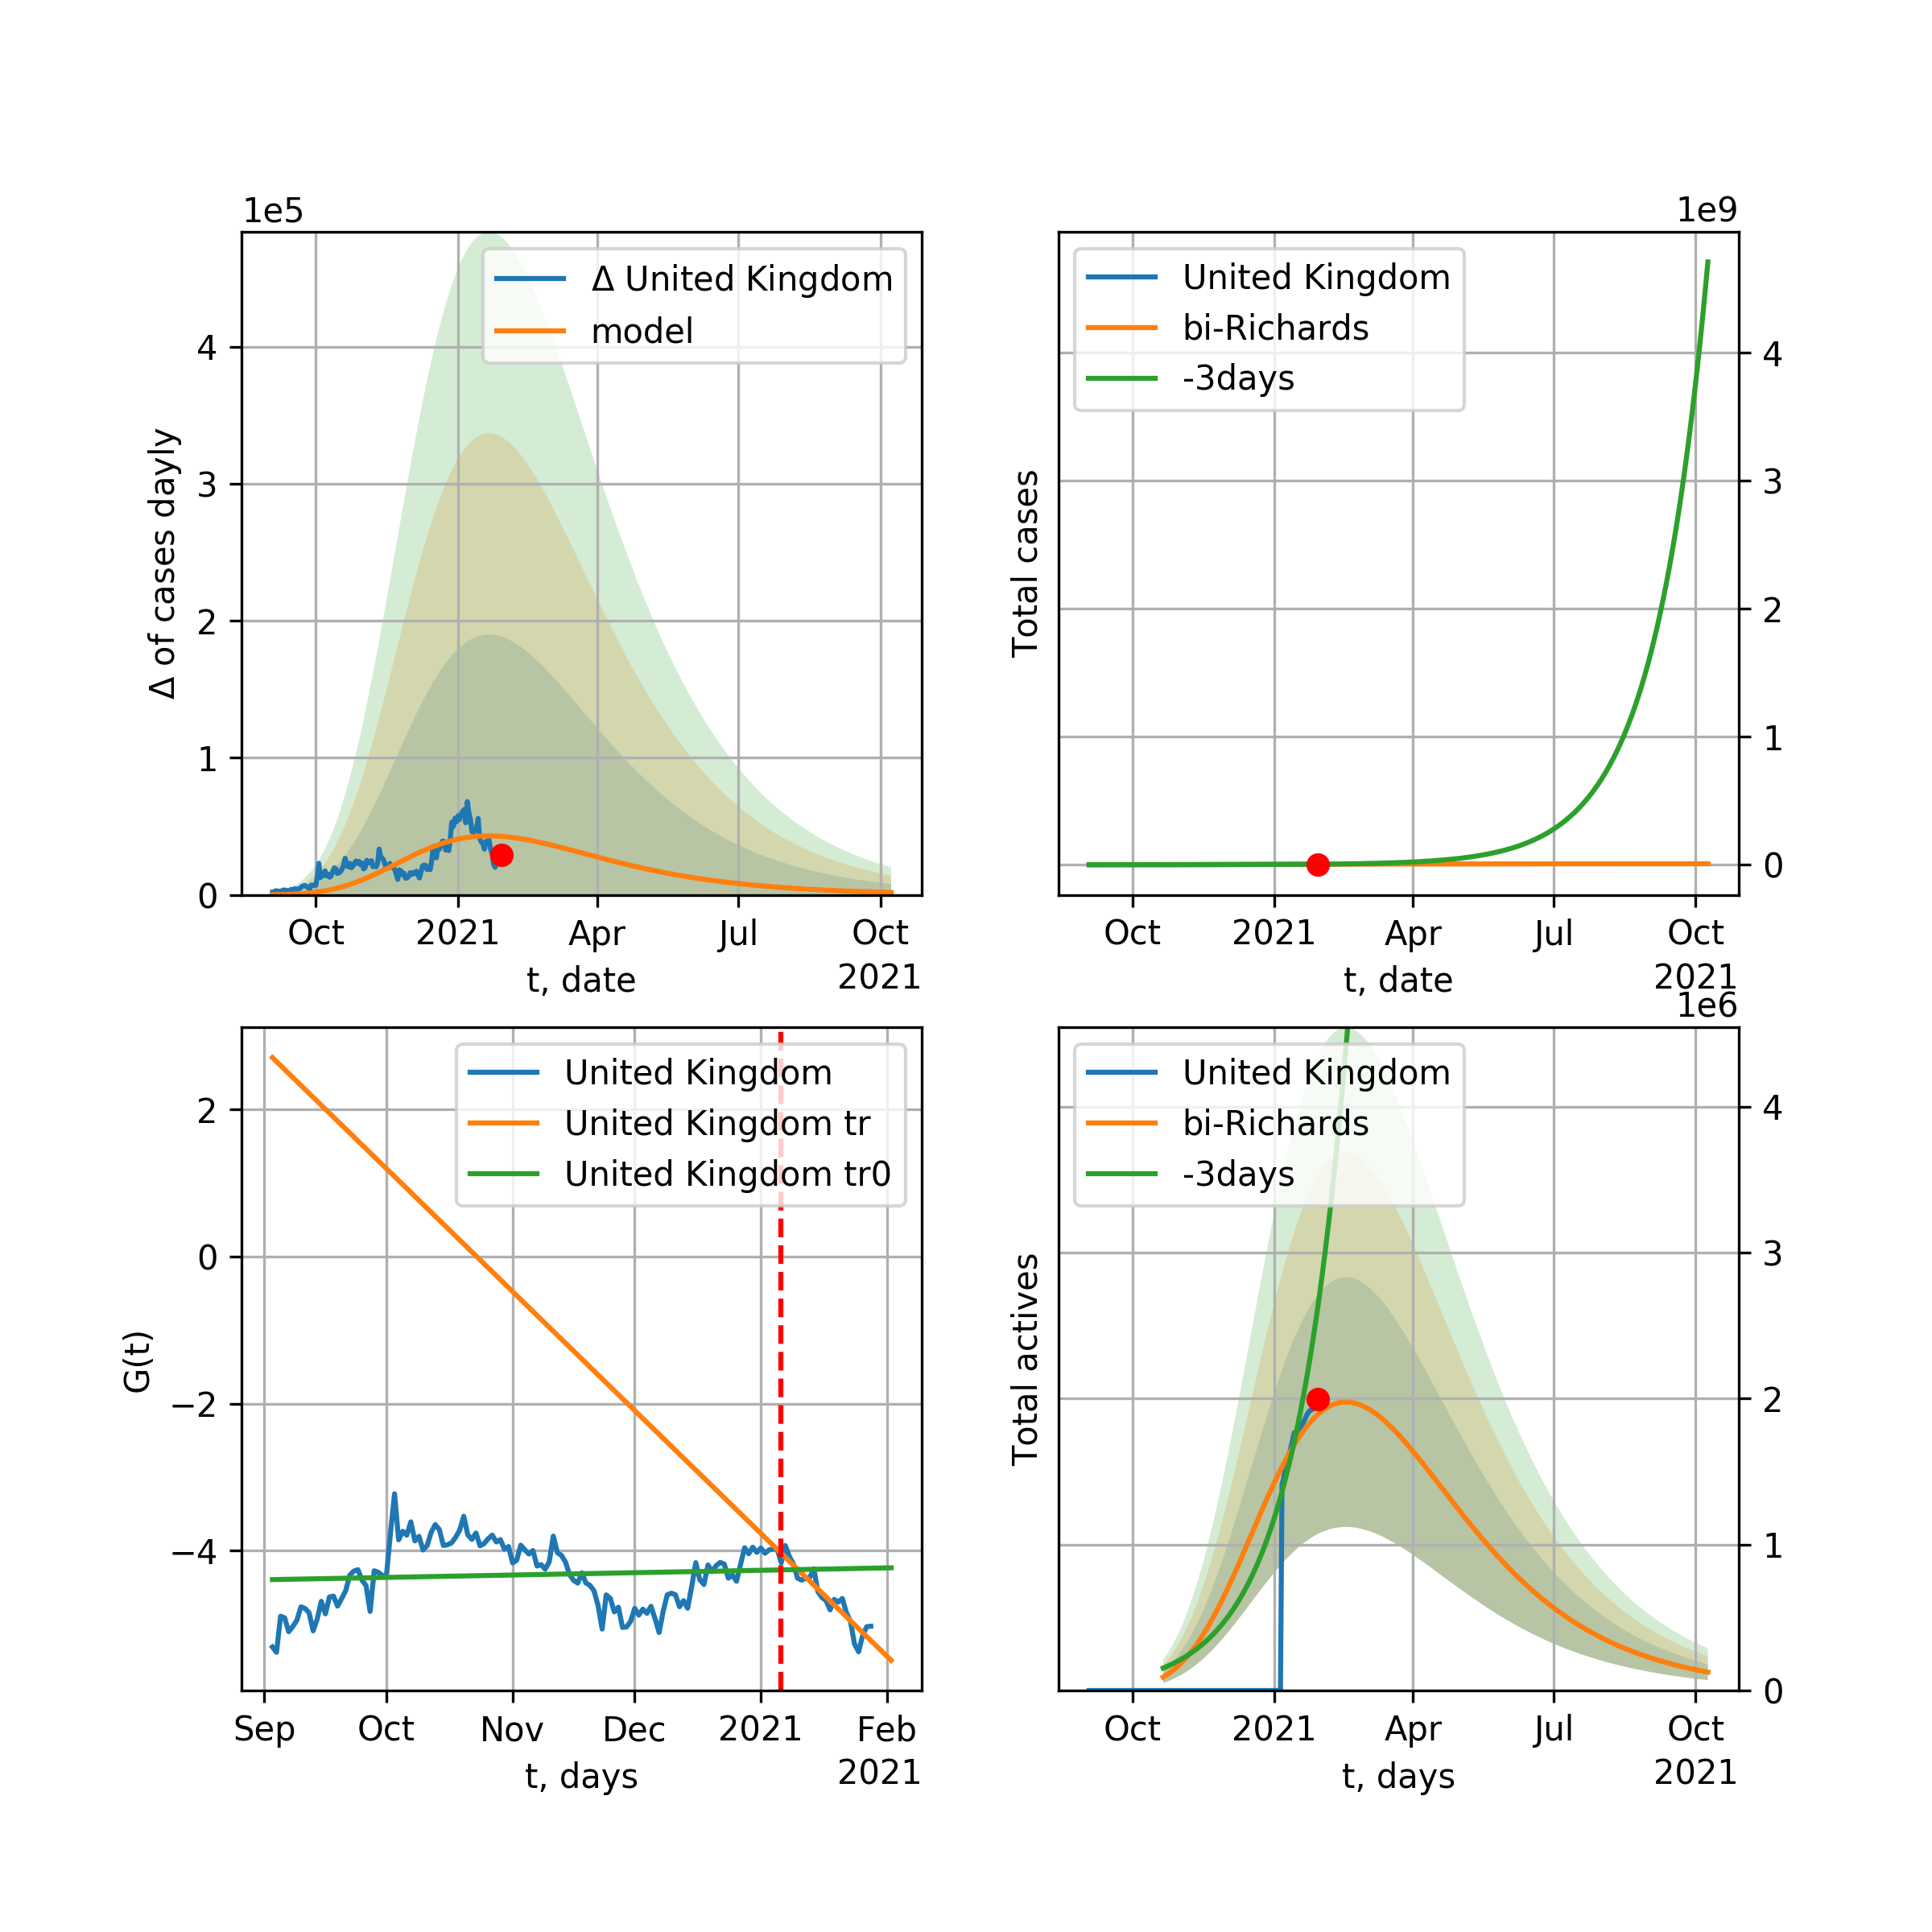 1e5
Δ United Kingdom
model
4
3
2
1
0
Δ of cases dayly
Oct 2021 Apr Jul Oct
t, date
2021
1e9
United Kingdom
bi-Richards
-3days
Total cases
4
3
2
1
0
Oct 2021 Apr Jul Oct
t, date
2021
United Kingdom
United Kingdom tr
United Kingdom tr0
2
0
−2
−4
G(t)
Sep Oct Nov Dec 2021 Feb
t, days
2021
1e6
United Kingdom
bi-Richards
-3days
Total actives
4
3
2
1
0
Oct 2021 Apr Jul Oct
t, days
2021